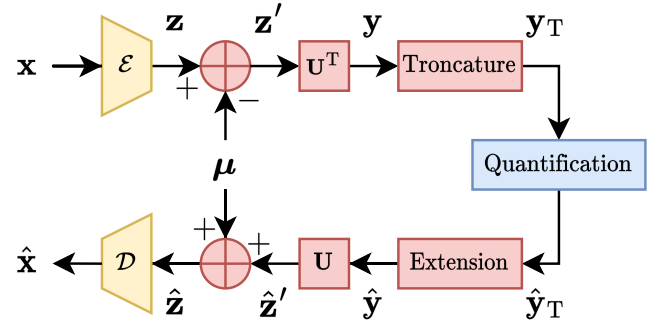 z z′ y y_T
x ℰ + − U^T Troncature
μ Quantification
+ +
x̂ 𝒟 U Extension
ẑ ẑ′ ŷ ŷ_T